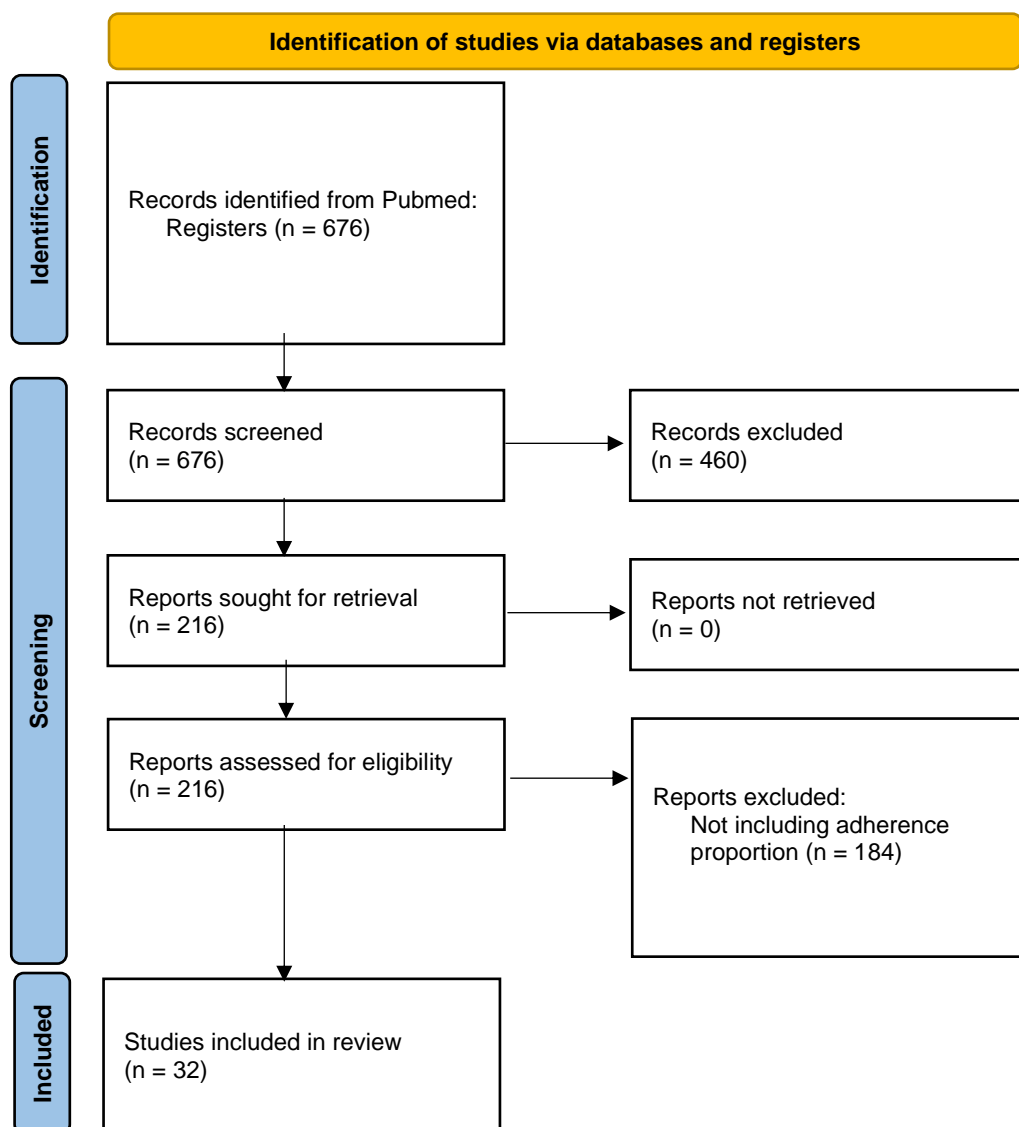 Identification of studies via databases and registers
Identification
Records identified from Pubmed:
Registers (n = 676)
Screening
Records screened
(n = 676)
Records excluded
(n = 460)
Reports sought for retrieval
(n = 216)
Reports not retrieved
(n = 0)
Reports assessed for eligibility
(n = 216)
Reports excluded:
Not including adherence
proportion (n = 184)
Included
Studies included in review
(n = 32)